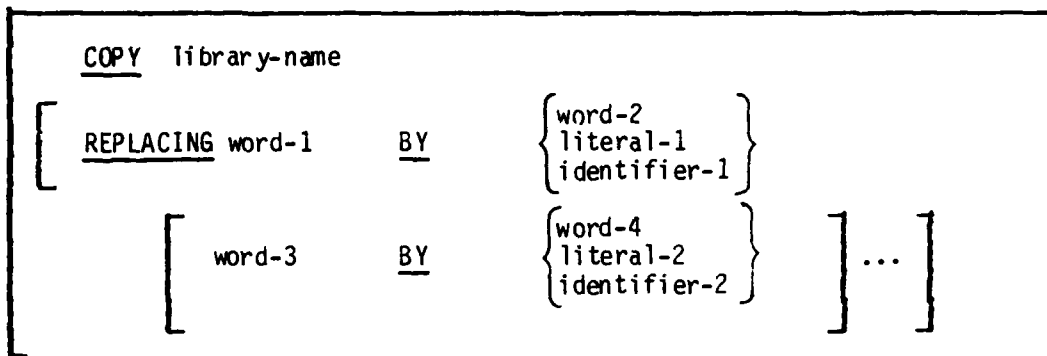 COPY library-name
REPLACING word-1 BY { word-2
literal-1
identifier-1 }
[ word-3 BY { word-4
literal-2
identifier-2 } ] ... ]